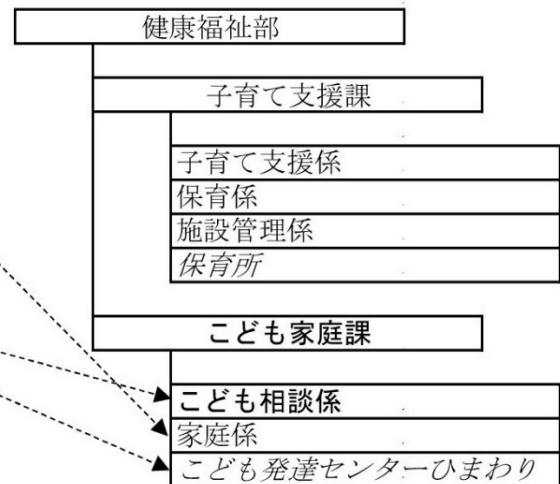 健康福祉部
子育て支援課
子育て支援係
保育係
施設管理係
保育所
こども家庭課
こども相談係
家庭係
こども発達センターひまわり